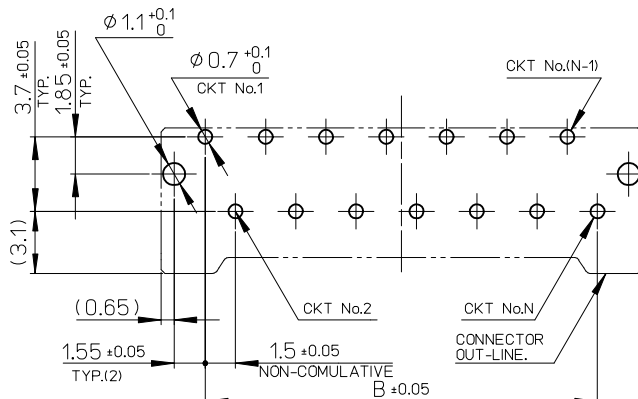 Ø1.1 +0.1 0
Ø0.7 +0.1 0
CKT No.1
CKT No.(N-1)
3.7 ±0.05
TYP.
1.85 ±0.05
TYP.
(3.1)
(0.65)
CKT No.2
CKT No.N
CONNECTOR
OUT-LINE.
1.55 ±0.05
TYP.(2)
1.5 ±0.05
NON-COMULATIVE
B ±0.05